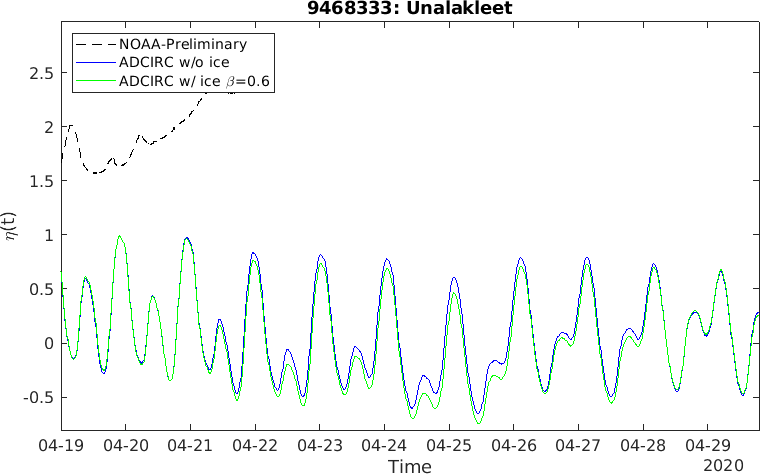 9468333: Unalakleet
NOAA-Preliminary
ADCIRC w/o ice
ADCIRC w/ ice β=0.6
2.5
2
1.5
1
0.5
0
-0.5
η(t)
04-19 04-20 04-21 04-22 04-23 04-24 04-25 04-26 04-27 04-28 04-29
Time
2020